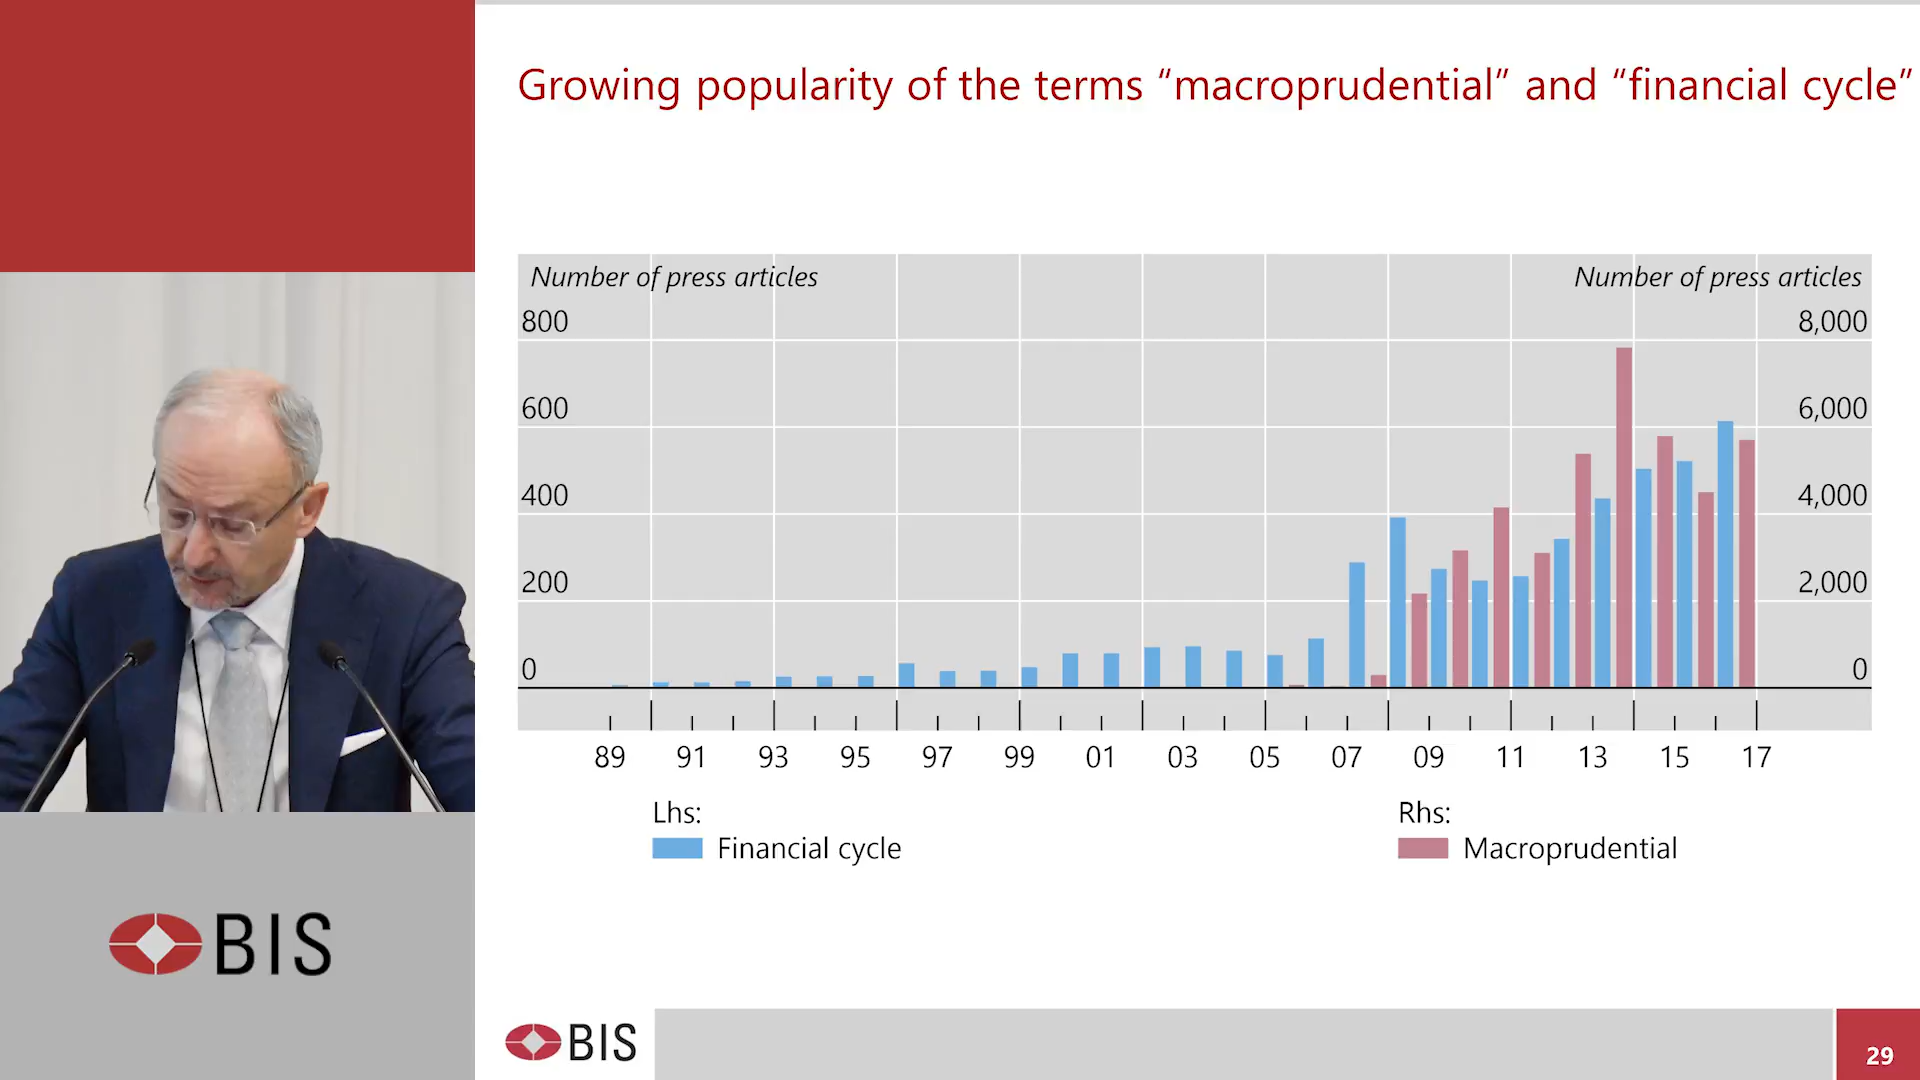 Growing popularity of the terms “macroprudential” and “financial cycle”
Number of press articles
Number of press articles
800
8,000
600
6,000
400
4,000
200
2,000
0
0
89 91 93 95 97 99 01 03 05 07 09 11 13 15 17
Lhs:
Financial cycle
Rhs:
Macroprudential
BIS
BIS
29